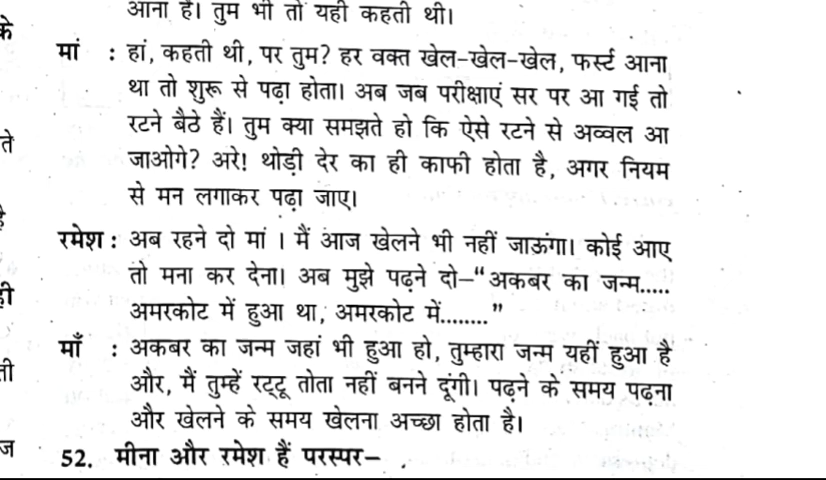 आना है। तुम भी तो यही कहती थी।
मां : हां, कहती थी, पर तुम? हर वक्त खेल-खेल-खेल, फर्स्ट आना
था तो शुरू से पढ़ा होता। अब जब परीक्षाएं सर पर आ गई तो
रटने बैठे हैं। तुम क्या समझते हो कि ऐसे रटने से अव्वल आ
जाओगे? अरे! थोड़ी देर का ही काफी होता है, अगर नियम
से मन लगाकर पढ़ा जाए।
रमेश : अब रहने दो मां । मैं आज खेलने भी नहीं जाऊंगा। कोई आए
तो मना कर देना। अब मुझे पढ़ने दो–“अकबर का जन्म.....
अमरकोट में हुआ था, अमरकोट में........”
माँ : अकबर का जन्म जहां भी हुआ हो, तुम्हारा जन्म यहीं हुआ है
और, मैं तुम्हें रट्टू तोता नहीं बनने दूंगी। पढ़ने के समय पढ़ना
और खेलने के समय खेलना अच्छा होता है।
52. मीना और रमेश हैं परस्पर–